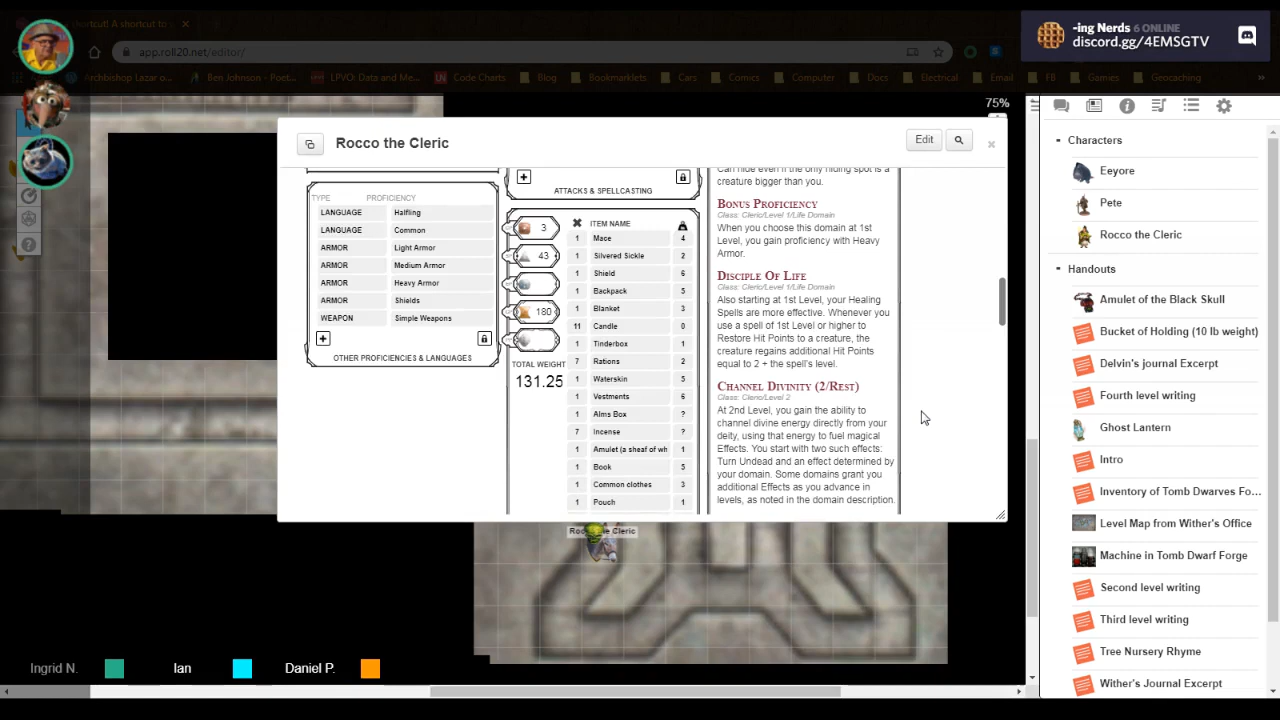 Shortcut! A shortcut to
-ing Nerds 6 ONLINE
discord.gg/4EMSGTV
app.roll20.net/editor/
Archbishop Lazar o
Ben Johnson - Poet...
LPVO: Data and Me...
Code Charts
Blog
Bookmarklets
Cars
Comics
Computer
Docs
Electrical
Email
FB
Games
Geocaching
»
75%
Rocco the Cleric
Edit
Characters
Eeyore
Pete
Rocco the Cleric
Handouts
Amulet of the Black Skull
Bucket of Holding (10 lb weight)
Delvin's journal Excerpt
Fourth level writing
Ghost Lantern
Intro
Inventory of Tomb Dwarves Fo...
Level Map from Wither's Office
Machine in Tomb Dwarf Forge
Second level writing
Third level writing
Tree Nursery Rhyme
Wither's Journal Excerpt
TYPE PROFICIENCY
LANGUAGE Halfling
LANGUAGE Common
ARMOR Light Armor
ARMOR Medium Armor
ARMOR Heavy Armor
ARMOR Shields
WEAPON Simple Weapons
OTHER PROFICIENCIES & LANGUAGES
ATTACKS & SPELLCASTING
3
43
180
TOTAL WEIGHT
131.25
ITEM NAME
1 Mace 4
1 Silvered Sickle 2
1 Shield 6
1 Backpack 5
1 Blanket 3
11 Candle 0
1 Tinderbox 1
7 Rations 2
1 Waterskin 5
1 Vestments 6
1 Alms Box ?
7 Incense ?
1 Amulet (a sheaf of wh 1
1 Book 5
1 Common clothes 3
1 Pouch 1
Can hide even if the only hiding spot is a
creature bigger than you.
BONUS PROFICIENCY
Class: Cleric/Level 1/Life Domain
When you choose this domain at 1st
Level, you gain proficiency with Heavy
Armor.
DISCIPLE OF LIFE
Class: Cleric/Level 1/Life Domain
Also starting at 1st Level, your Healing
Spells are more effective. Whenever you
use a spell of 1st Level or higher to
Restore Hit Points to a creature, the
creature regains additional Hit Points
equal to 2 + the spell's level.
CHANNEL DIVINITY (2/REST)
Class: Cleric/Level 2
At 2nd Level, you gain the ability to
channel divine energy directly from your
deity, using that energy to fuel magical
Effects. You start with two such effects:
Turn Undead and an effect determined by
your domain. Some domains grant you
additional Effects as you advance in
levels, as noted in the domain description.
Rocco the Cleric
Ingrid N.
Ian
Daniel P.